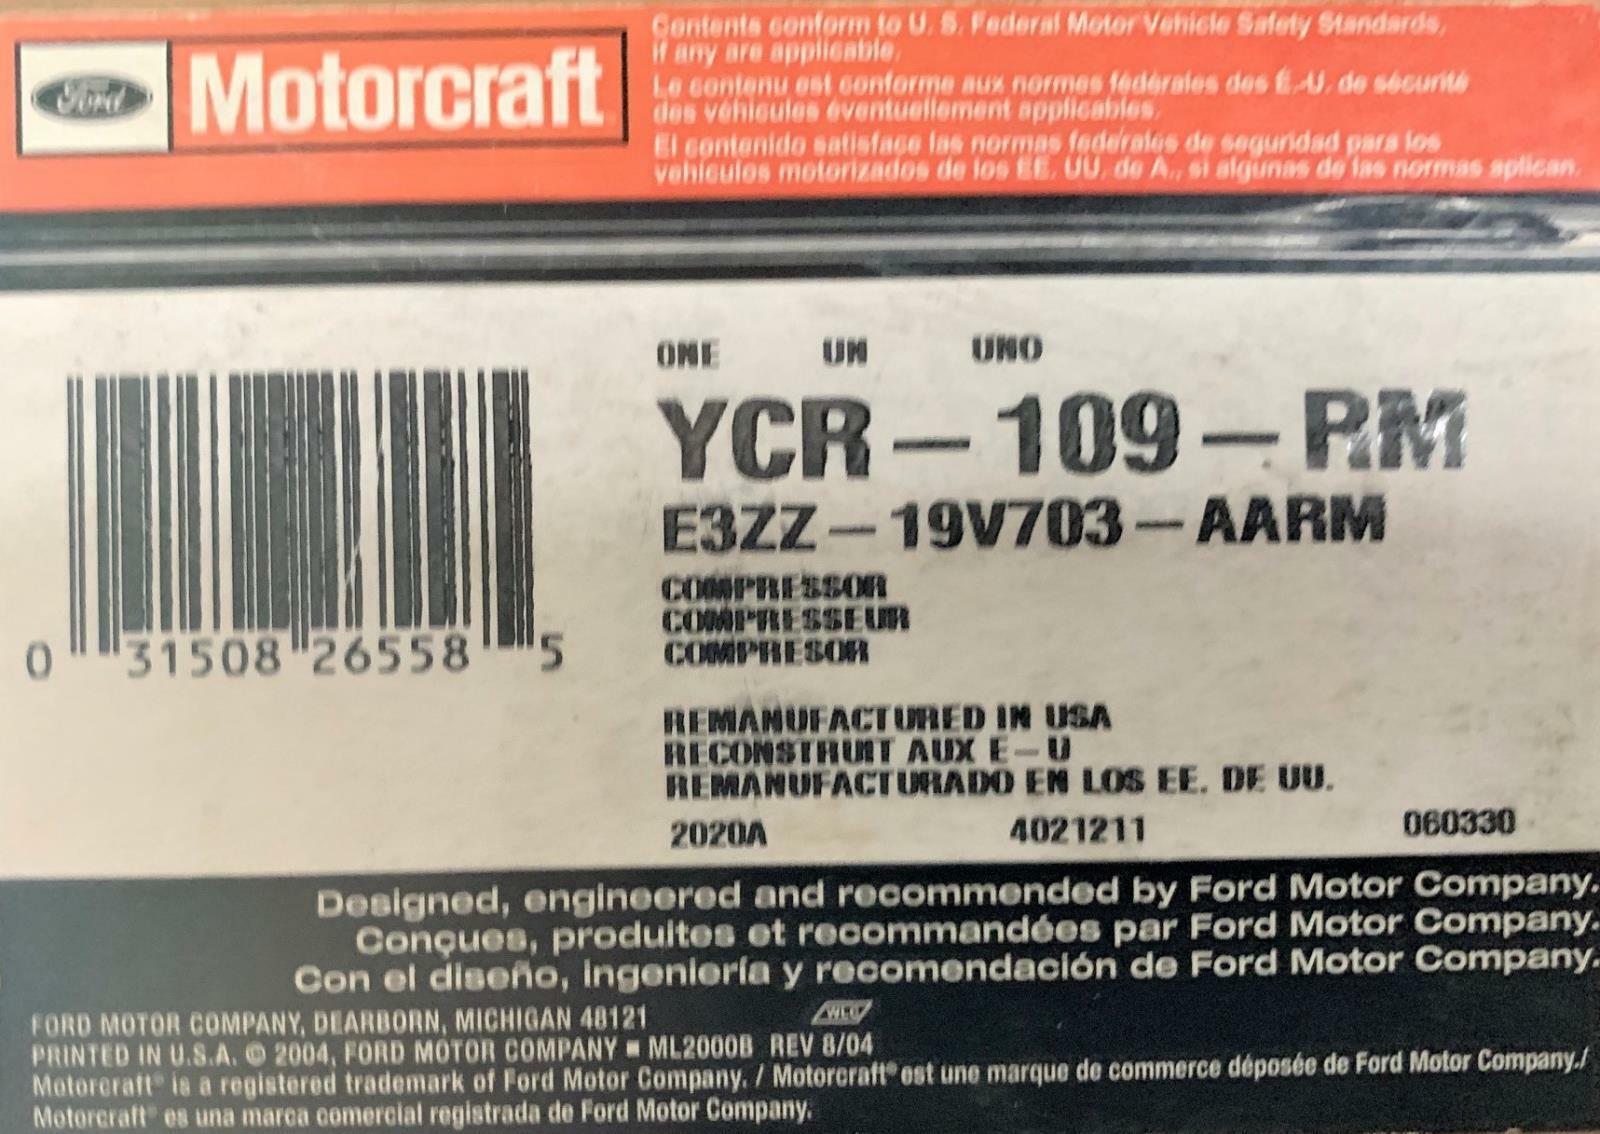 Ford
Motorcraft
Contents conform to U. S. Federal Motor Vehicle Safety Standards,
if any are applicable.
Le contenu est conforme aux normes fédérales des É.-U. de sécurité
des véhicules éventuellement applicables.
El contenido satisface las normas federales de seguridad para los
vehiculos motorizados de los EE. UU. de A., si algunas de las normas aplican.
ONE UN UNO
YCR-109-RM
E3ZZ-19V703-AARM
COMPRESSOR
COMPRESSEUR
COMPRESOR
0 31508 26558 5
REMANUFACTURED IN USA
RECONSTRUIT AUX E-U
REMANUFACTURADO EN LOS EE. DE UU.
2020A 4021211 060330
Designed, engineered and recommended by Ford Motor Company.
Conçues, produites et recommandées par Ford Motor Company.
Con el diseño, ingeniería y recomendación de Ford Motor Company.
FORD MOTOR COMPANY, DEARBORN, MICHIGAN 48121 WLC
PRINTED IN U.S.A. © 2004, FORD MOTOR COMPANY ■ ML2000B REV 8/04
Motorcraft® is a registered trademark of Ford Motor Company. / Motorcraft® est une marque de commerce déposée de Ford Motor Company./
Motorcraft® es una marca comercial registrada de Ford Motor Company.